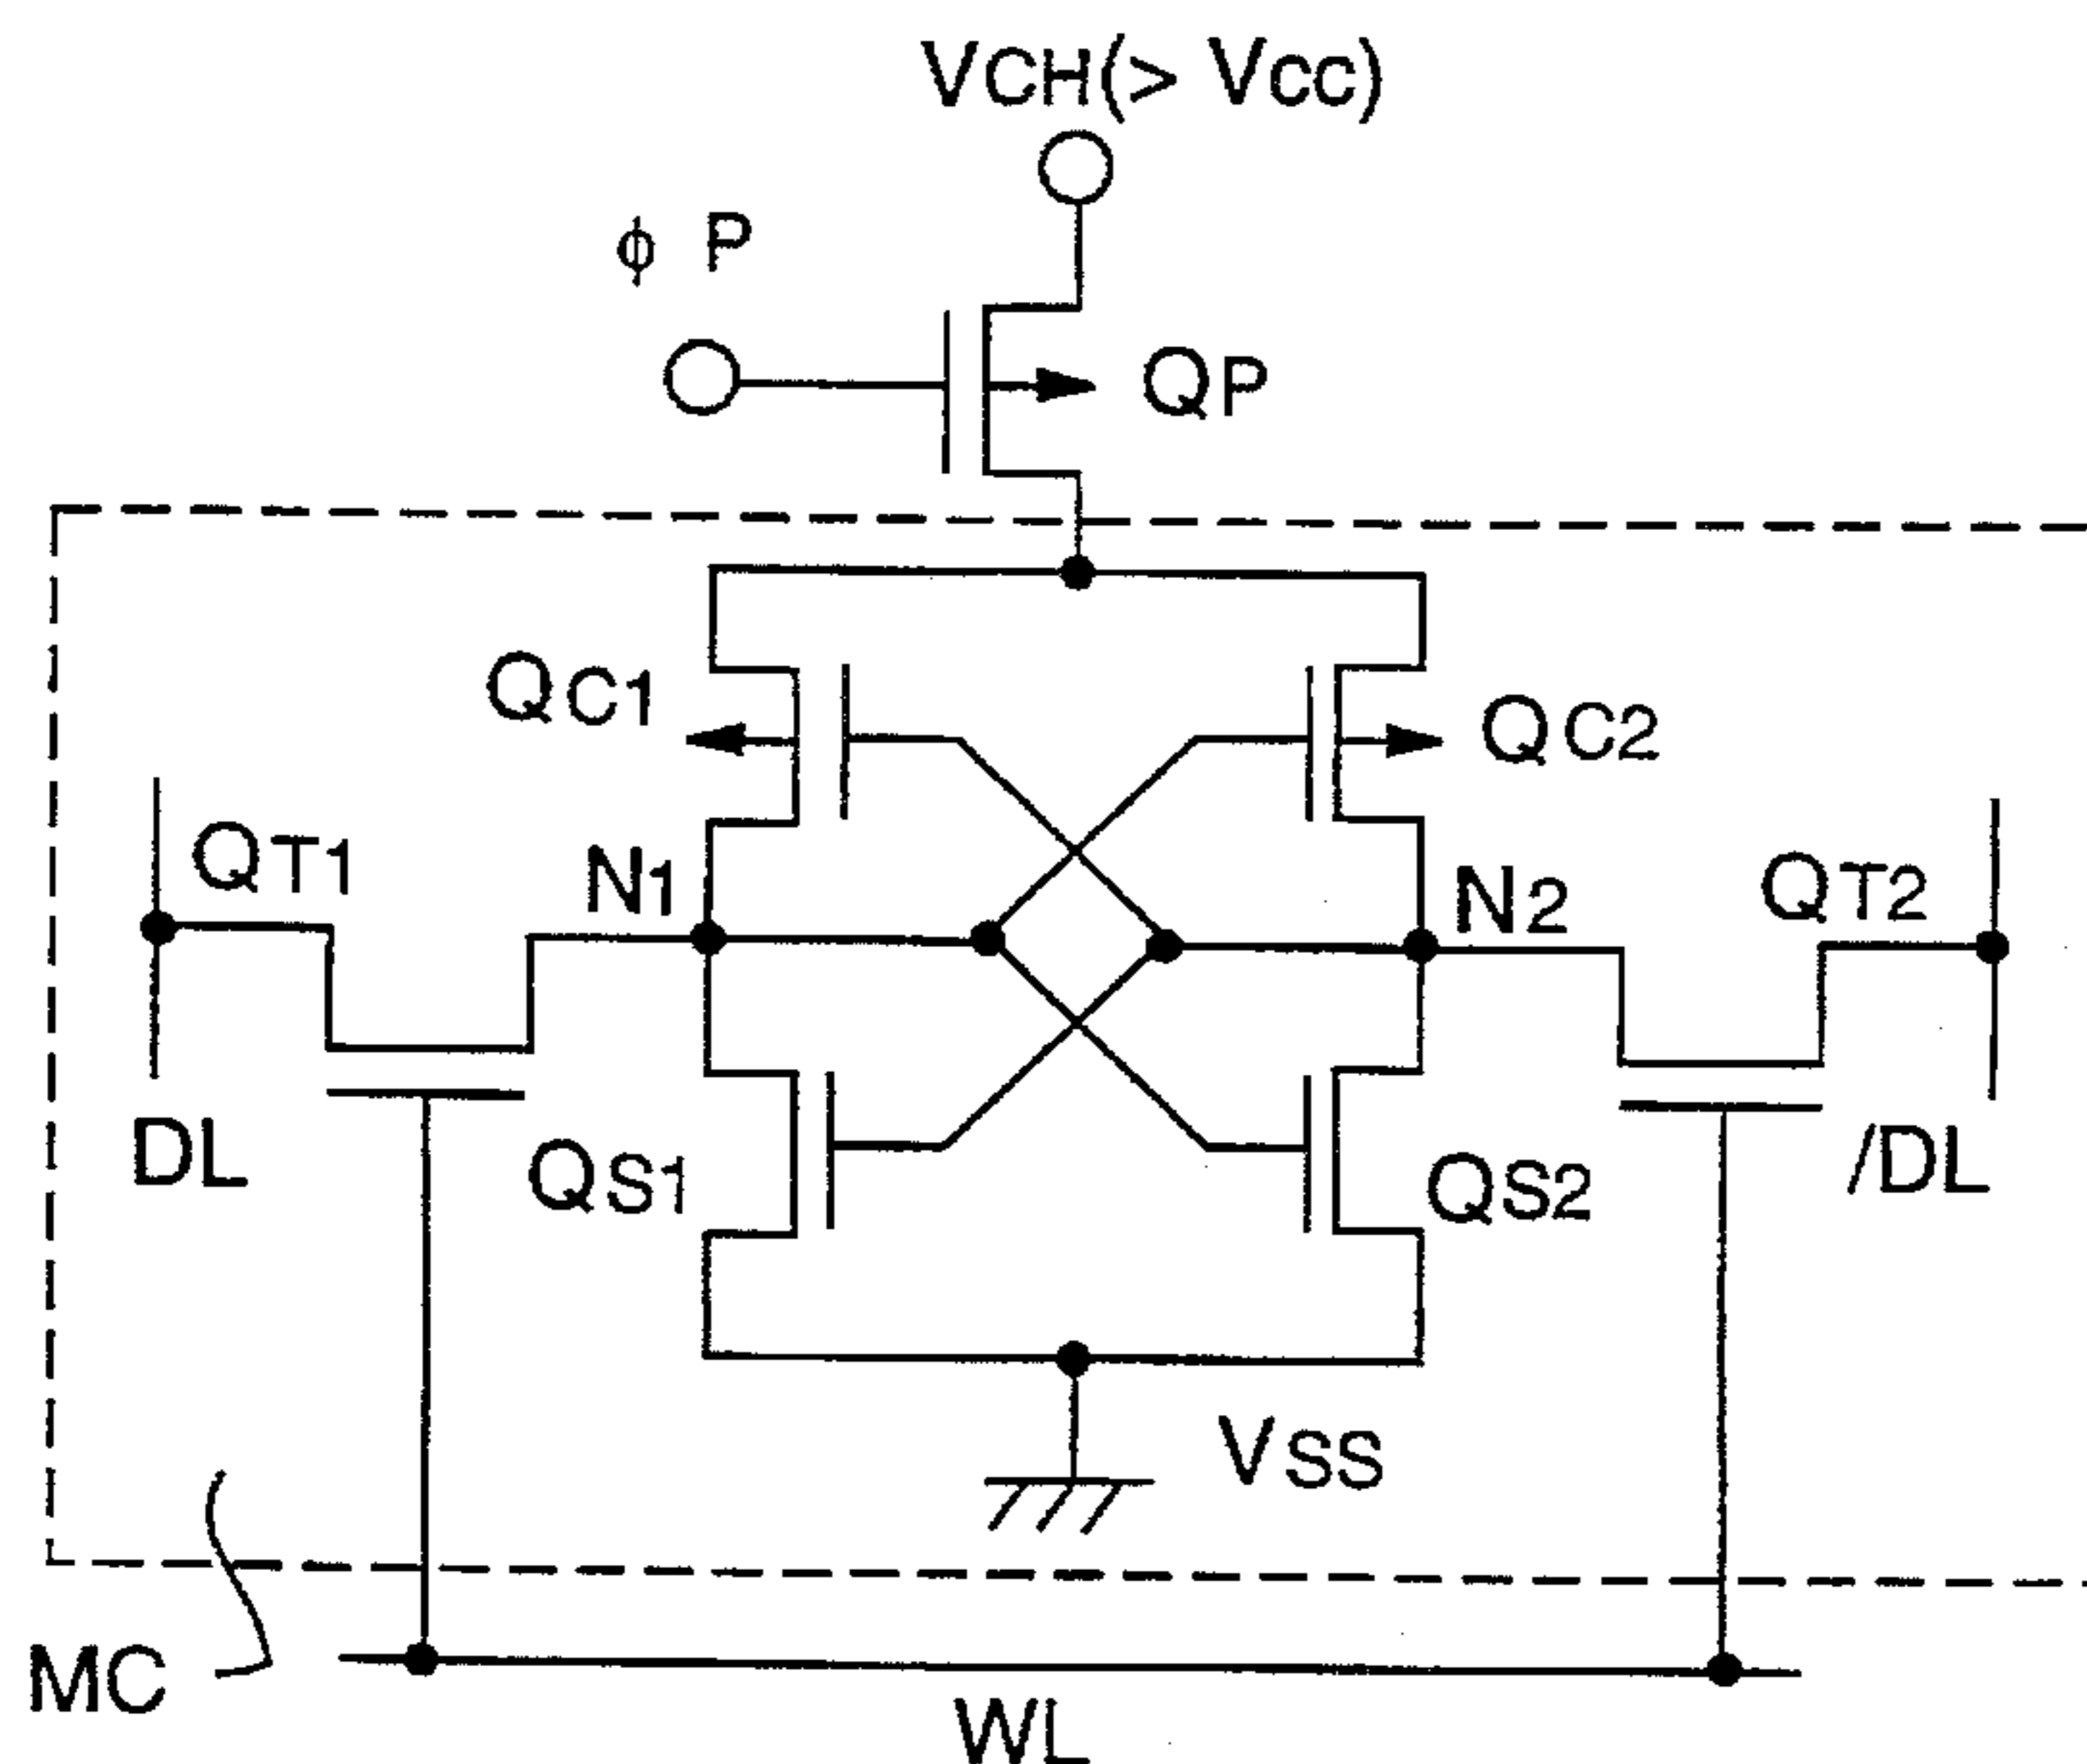 VCH(> VCC)
φ P
QP
QC1
QC2
QT1
N1
N2
QT2
DL
QS1
QS2
/DL
VSS
MC
WL